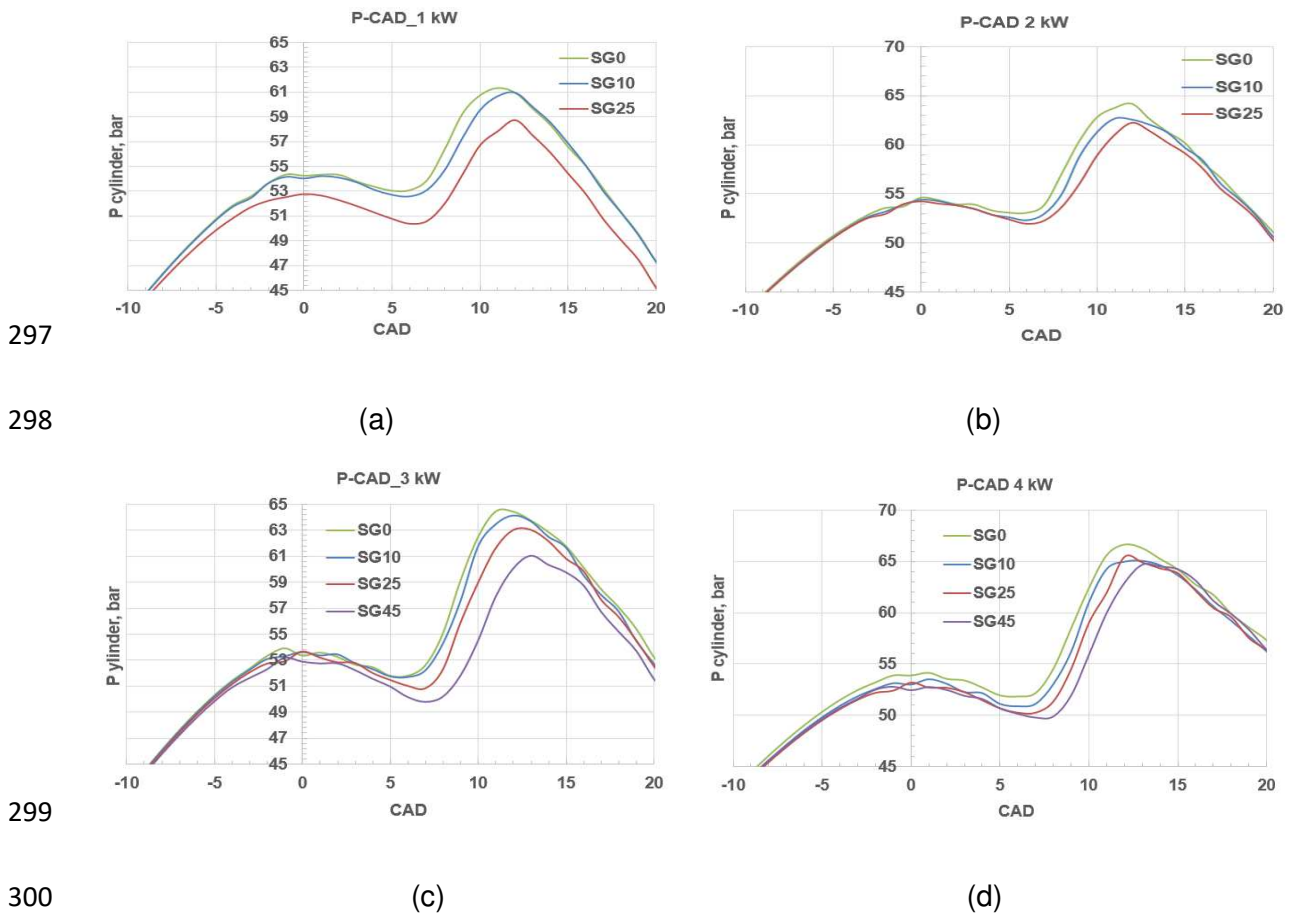 P-CAD_1 kW
65
63
61
59
57
55
53
51
49
47
45
P cylinder, bar
-10
-5
0
5
10
15
20
CAD
SG0
SG10
SG25
P-CAD 2 kW
70
65
60
55
50
45
P cylinder, bar
-10
-5
0
5
10
15
20
CAD
SG0
SG10
SG25
297
298
(a)
(b)
P-CAD_3 kW
65
63
61
59
57
55
53
51
49
47
45
P ylinder, bar
-10
-5
0
5
10
15
20
CAD
SG0
SG10
SG25
SG45
P-CAD 4 kW
70
65
60
55
50
45
P cylinder, bar
-10
-5
0
5
10
15
20
CAD
SG0
SG10
SG25
SG45
299
300
(c)
(d)